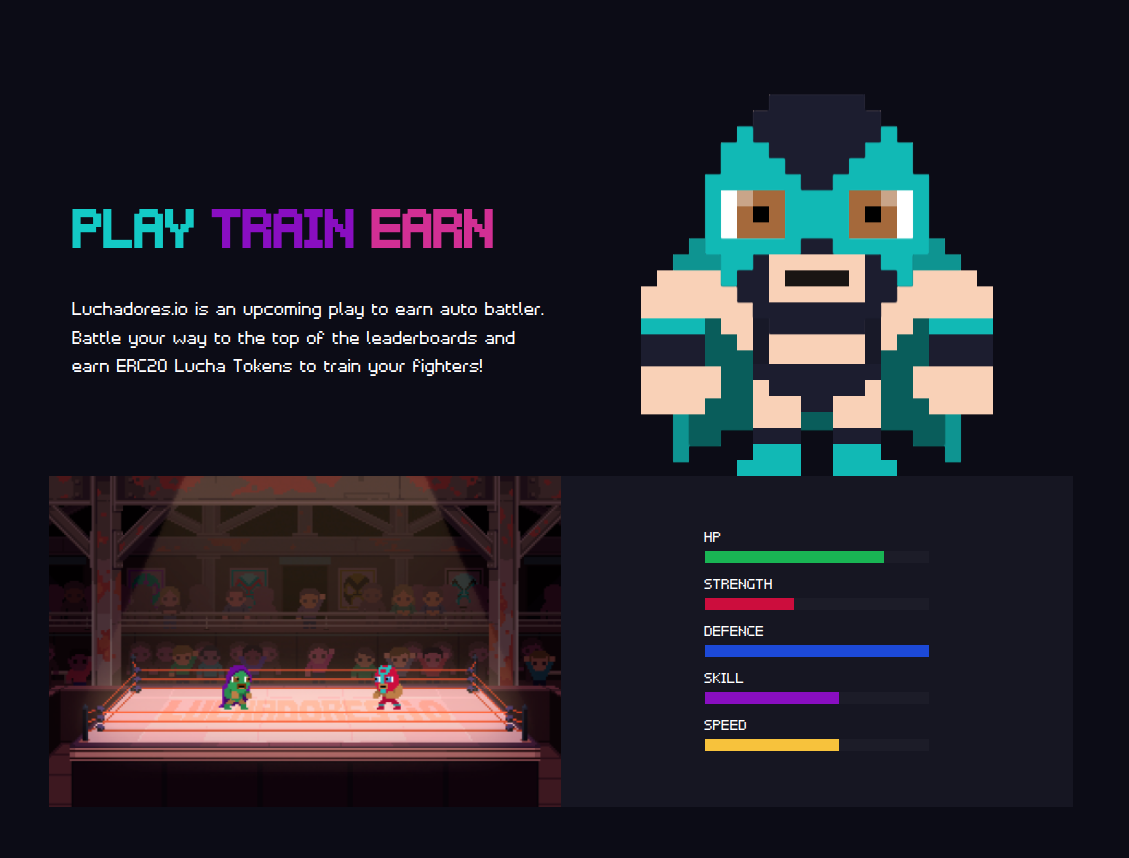 PLAY TRAIN EARN
Luchadores.io is an upcoming play to earn auto battler.
Battle your way to the top of the leaderboards and
earn ERC20 Lucha Tokens to train your fighters!
HP
STRENGTH
DEFENCE
SKILL
SPEED
LUCHADORES.IO